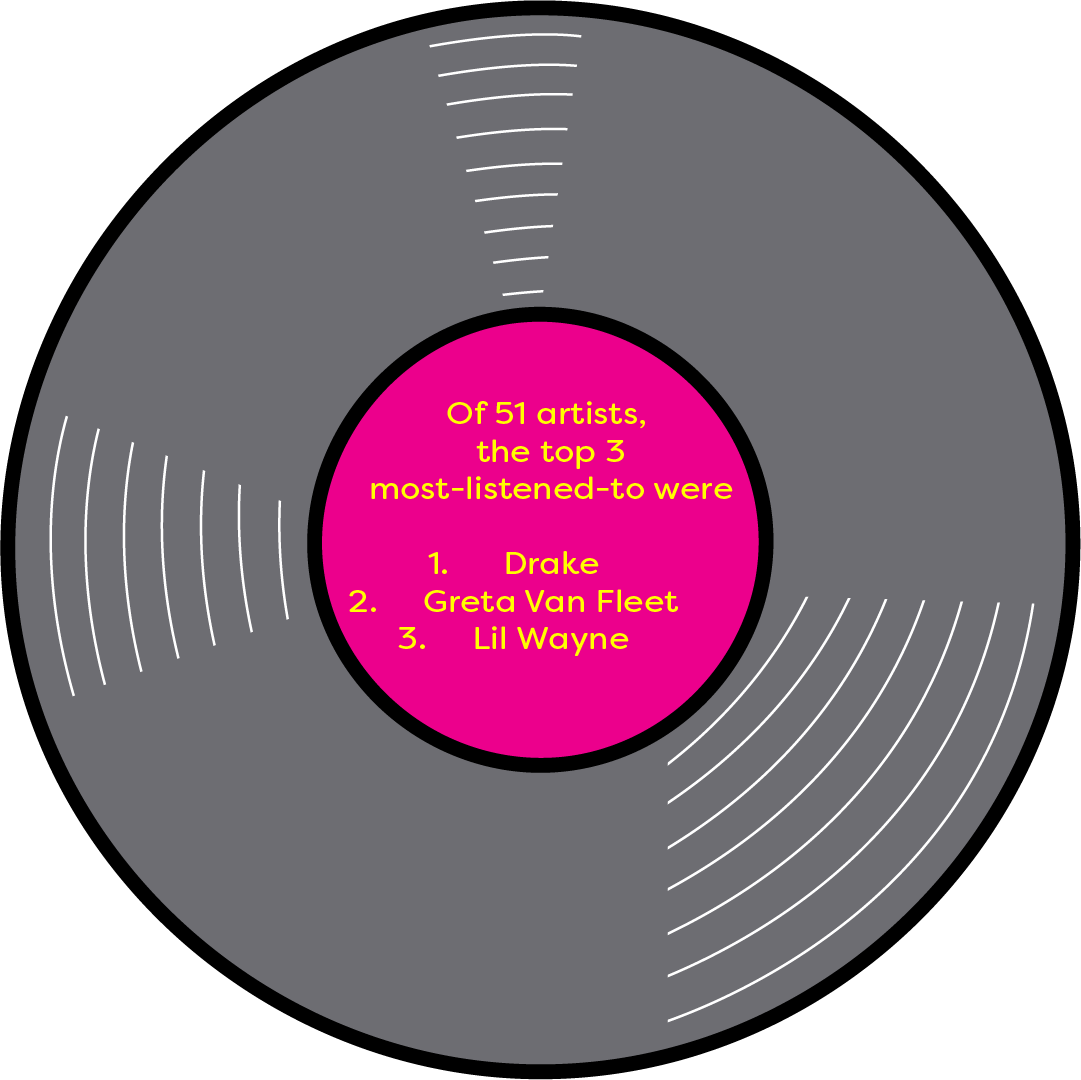 Of 51 artists,
the top 3
most-listened-to were
1. Drake
2. Greta Van Fleet
3. Lil Wayne